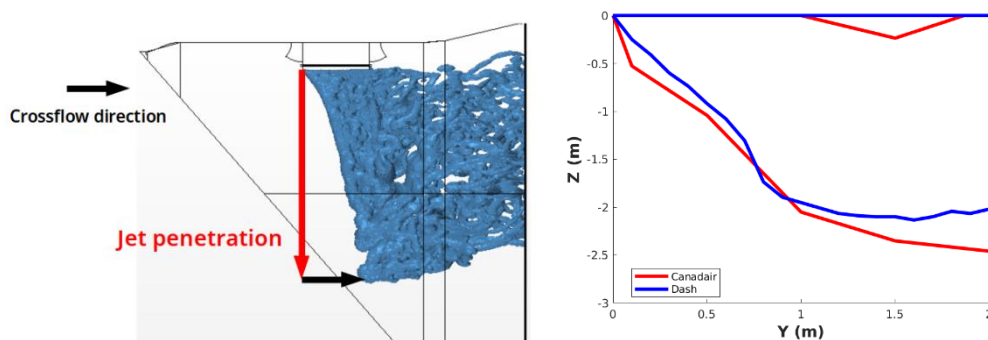 Crossflow direction
Jet penetration
0
-0.5
-1
-1.5
-2
-2.5
-3
Z (m)
0
0.5
1
1.5
2
Y (m)
Canadair
Dash